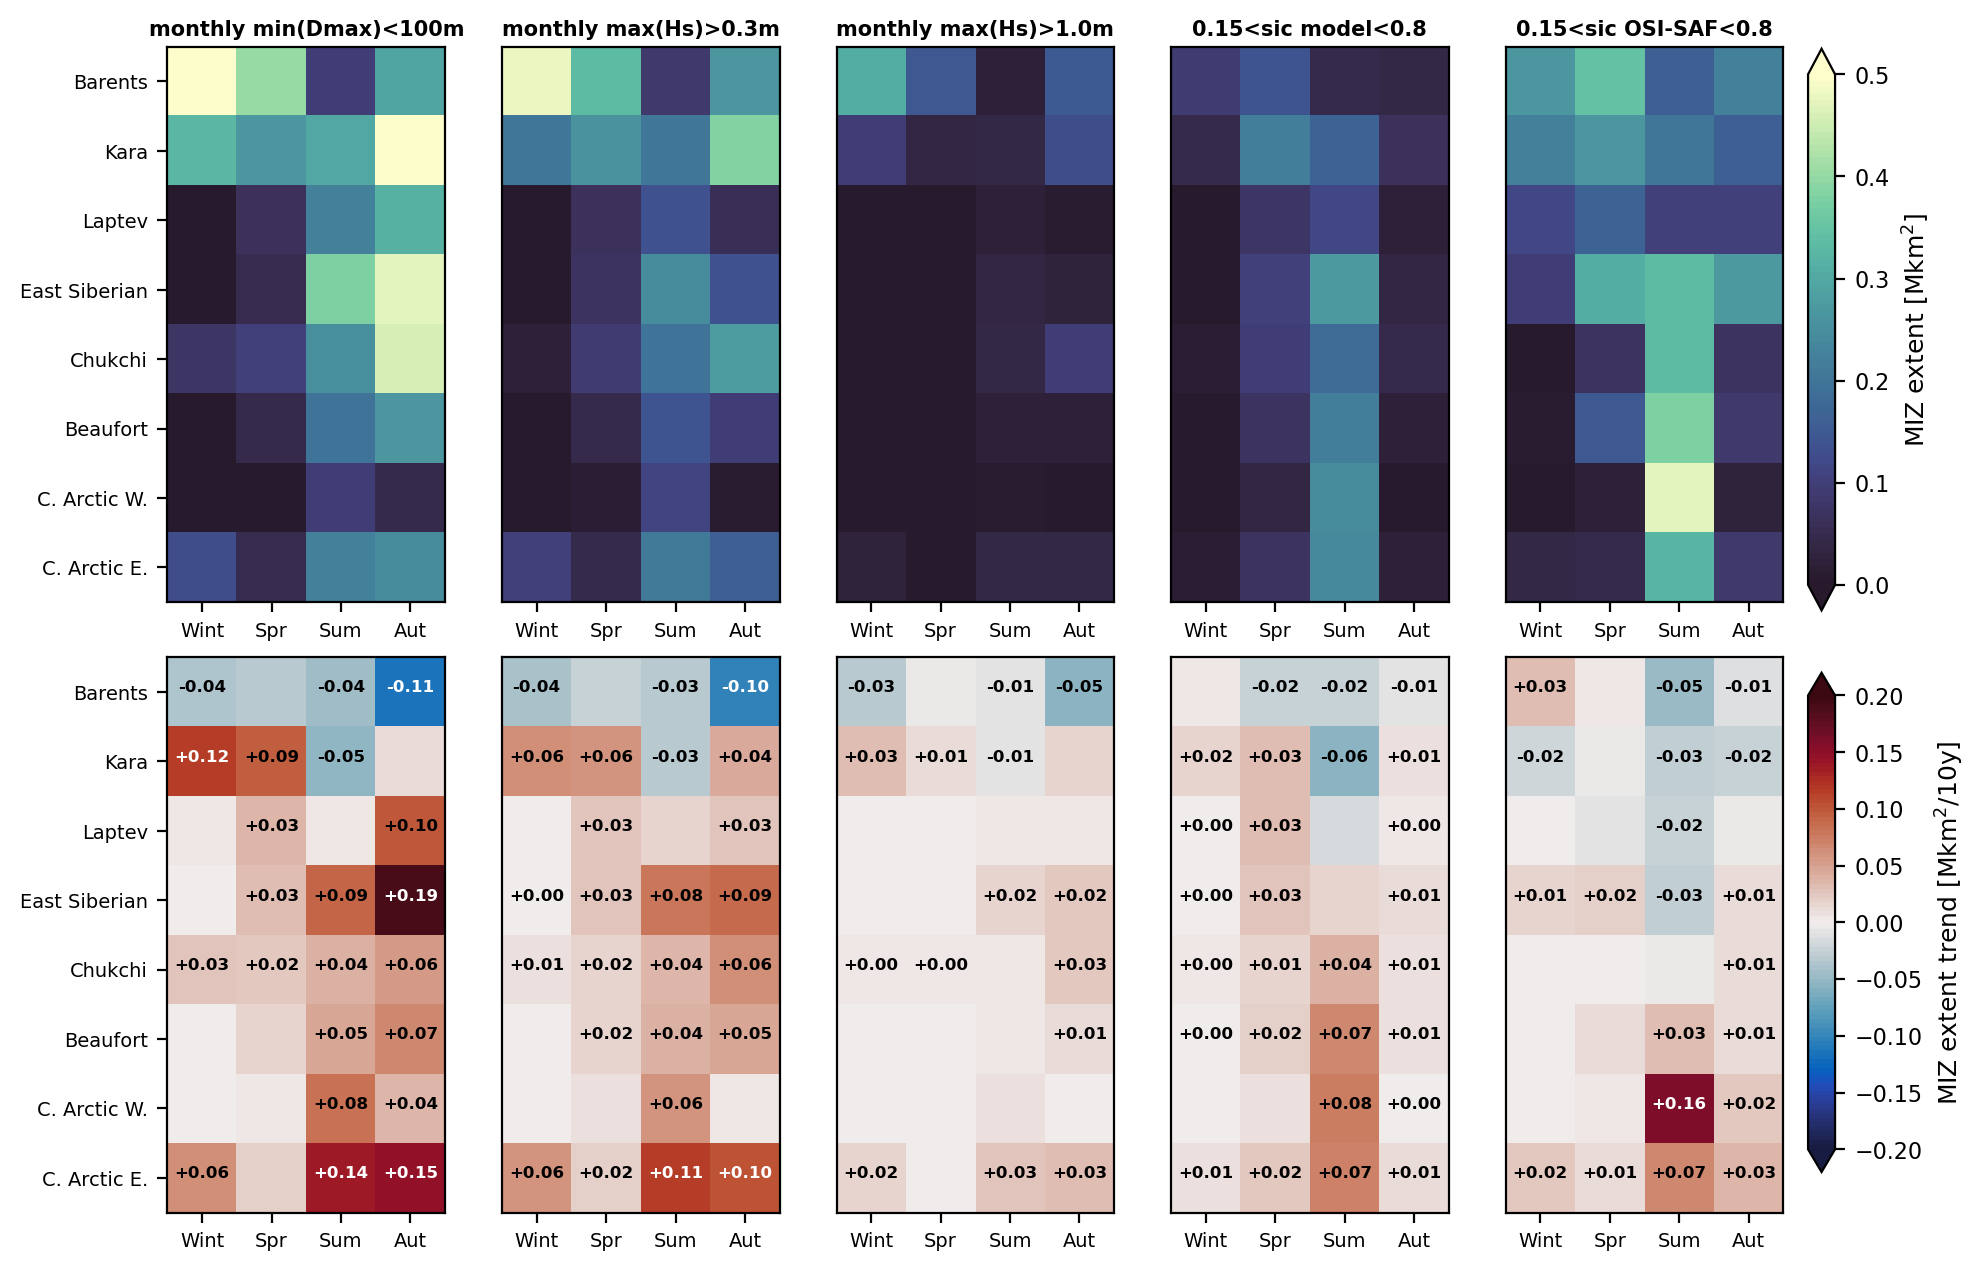 monthly min(Dmax)<100m monthly max(Hs)>0.3m monthly max(Hs)>1.0m 0.15<sic model<0.8 0.15<sic OSI-SAF<0.8
Barents
Kara
Laptev
East Siberian
Chukchi
Beaufort
C. Arctic W.
C. Arctic E.
Wint Spr Sum Aut Wint Spr Sum Aut Wint Spr Sum Aut Wint Spr Sum Aut Wint Spr Sum Aut
0.5
0.4
0.3
0.2
0.1
0.0
MIZ extent [Mkm²]
Barents -0.04 -0.04 -0.11 -0.04 -0.03 -0.10 -0.03 -0.01 -0.05 -0.02 -0.02 -0.01 +0.03 -0.05 -0.01
Kara +0.12 +0.09 -0.05 +0.06 +0.06 -0.03 +0.04 +0.03 +0.01 -0.01 +0.02 +0.03 -0.06 +0.01 -0.02 -0.03 -0.02
Laptev +0.03 +0.10 +0.03 +0.03 +0.00 +0.03 +0.00 -0.02
East Siberian +0.03 +0.09 +0.19 +0.00 +0.03 +0.08 +0.09 +0.02 +0.02 +0.00 +0.03 +0.01 +0.01 +0.02 -0.03 +0.01
Chukchi +0.03 +0.02 +0.04 +0.06 +0.01 +0.02 +0.04 +0.06 +0.00 +0.00 +0.03 +0.00 +0.01 +0.04 +0.01 +0.01
Beaufort +0.05 +0.07 +0.02 +0.04 +0.05 +0.01 +0.00 +0.02 +0.07 +0.01 +0.03 +0.01
C. Arctic W. +0.08 +0.04 +0.06 +0.08 +0.00 +0.16 +0.02
C. Arctic E. +0.06 +0.14 +0.15 +0.06 +0.02 +0.11 +0.10 +0.02 +0.03 +0.03 +0.01 +0.02 +0.07 +0.01 +0.02 +0.01 +0.07 +0.03
Wint Spr Sum Aut Wint Spr Sum Aut Wint Spr Sum Aut Wint Spr Sum Aut Wint Spr Sum Aut
0.20
0.15
0.10
0.05
0.00
−0.05
−0.10
−0.15
−0.20
MIZ extent trend [Mkm²/10y]